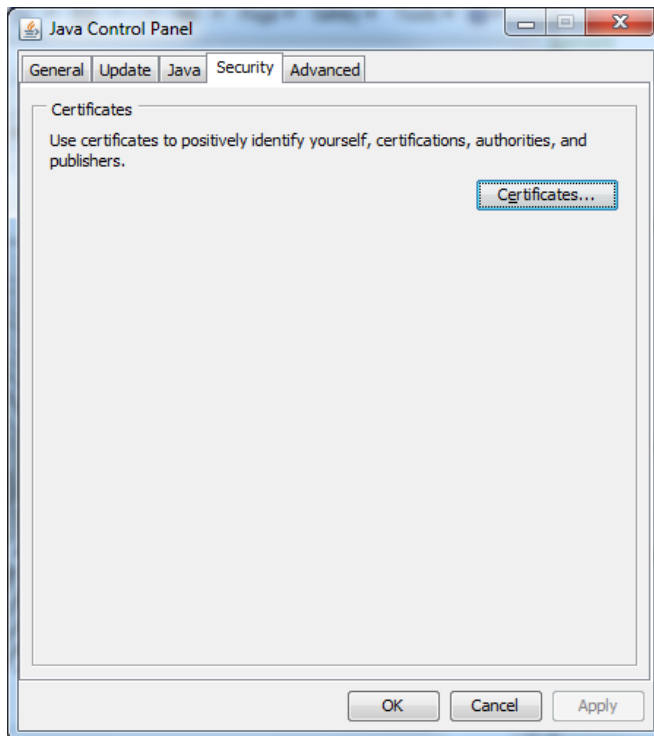 Java Control Panel
General Update Java Security Advanced
Certificates
Use certificates to positively identify yourself, certifications, authorities, and
publishers.
Certificates...
OK Cancel Apply